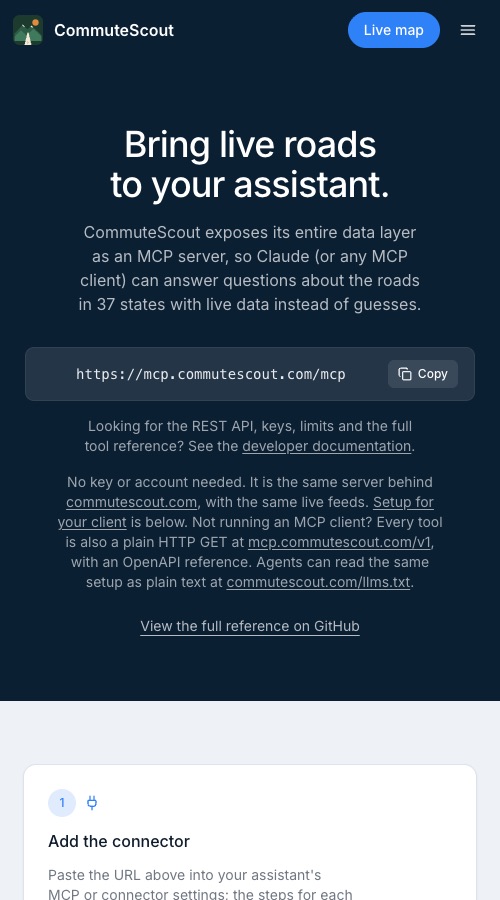 CommuteScout
Live map
Bring live roads
to your assistant.
CommuteScout exposes its entire data layer
as an MCP server, so Claude (or any MCP
client) can answer questions about the roads
in 37 states with live data instead of guesses.
https://mcp.commutescout.com/mcp
Copy
Looking for the REST API, keys, limits and the full
tool reference? See the developer documentation.
No key or account needed. It is the same server behind
commutescout.com, with the same live feeds. Setup for
your client is below. Not running an MCP client? Every tool
is also a plain HTTP GET at mcp.commutescout.com/v1,
with an OpenAPI reference. Agents can read the same
setup as plain text at commutescout.com/llms.txt.
View the full reference on GitHub
1
Add the connector
Paste the URL above into your assistant's
MCP or connector settings; the steps for each